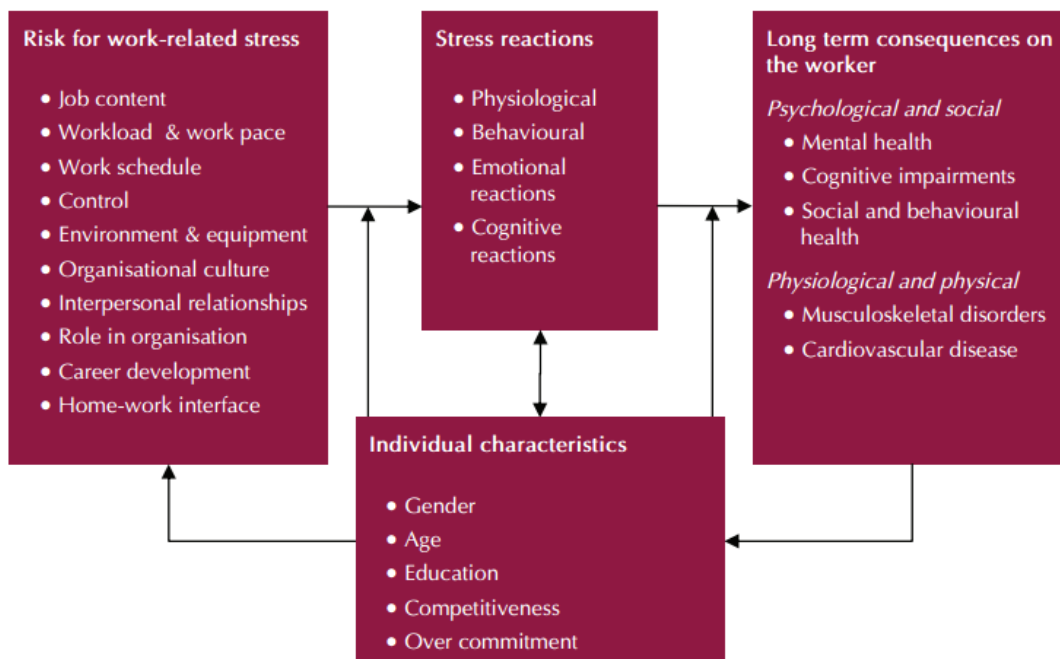 Risk for work-related stress
• Job content
• Workload & work pace
• Work schedule
• Control
• Environment & equipment
• Organisational culture
• Interpersonal relationships
• Role in organisation
• Career development
• Home-work interface
Stress reactions
• Physiological
• Behavioural
• Emotional
reactions
• Cognitive
reactions
Long term consequences on
the worker
Psychological and social
• Mental health
• Cognitive impairments
• Social and behavioural
health
Physiological and physical
• Musculoskeletal disorders
• Cardiovascular disease
Individual characteristics
• Gender
• Age
• Education
• Competitiveness
• Over commitment